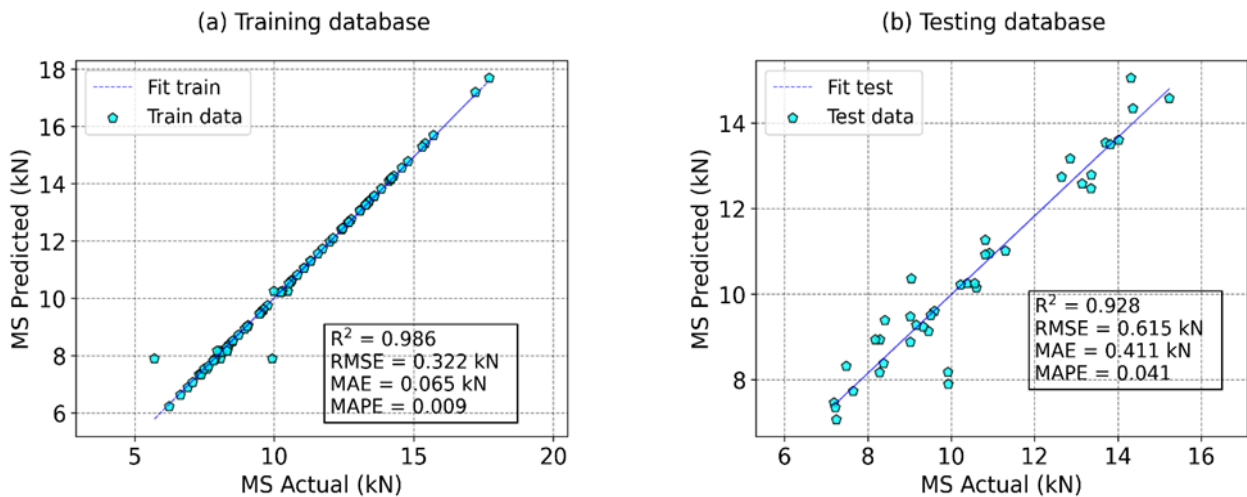 (a) Training database
18
16
14
12
10
8
6
MS Predicted (kN)
Fit train
Train data
R² = 0.986
RMSE = 0.322 kN
MAE = 0.065 kN
MAPE = 0.009
5 10 15 20
MS Actual (kN)
(b) Testing database
14
12
10
8
MS Predicted (kN)
Fit test
Test data
R² = 0.928
RMSE = 0.615 kN
MAE = 0.411 kN
MAPE = 0.041
6 8 10 12 14 16
MS Actual (kN)